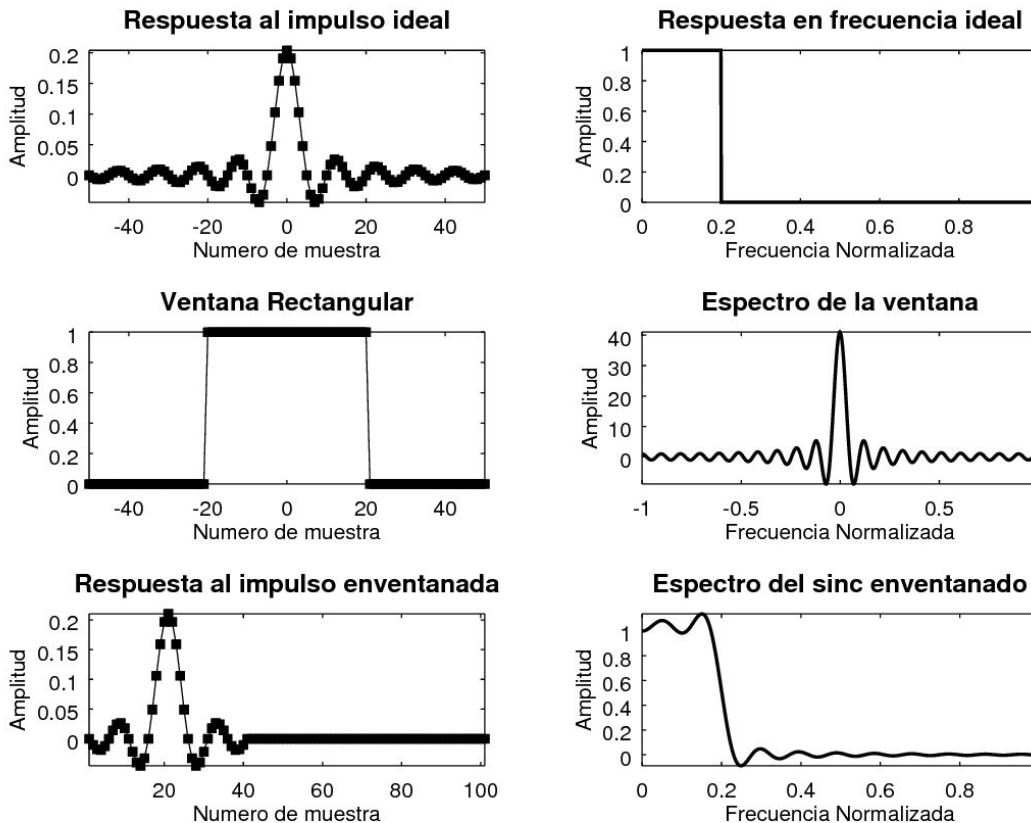 Respuesta al impulso ideal
0.2
0.15
0.1
0.05
0
Amplitud
-40 -20 0 20 40
Numero de muestra
Respuesta en frecuencia ideal
1
0.8
0.6
0.4
0.2
0
Amplitud
0 0.2 0.4 0.6 0.8
Frecuencia Normalizada
Ventana Rectangular
1
0.8
0.6
0.4
0.2
0
Amplitud
-40 -20 0 20 40
Numero de muestra
Espectro de la ventana
40
30
20
10
0
Amplitud
-1 -0.5 0 0.5
Frecuencia Normalizada
Respuesta al impulso enventanada
0.2
0.15
0.1
0.05
0
Amplitud
20 40 60 80 100
Numero de muestra
Espectro del sinc enventanado
1
0.8
0.6
0.4
0.2
0
Amplitud
0 0.2 0.4 0.6 0.8
Frecuencia Normalizada